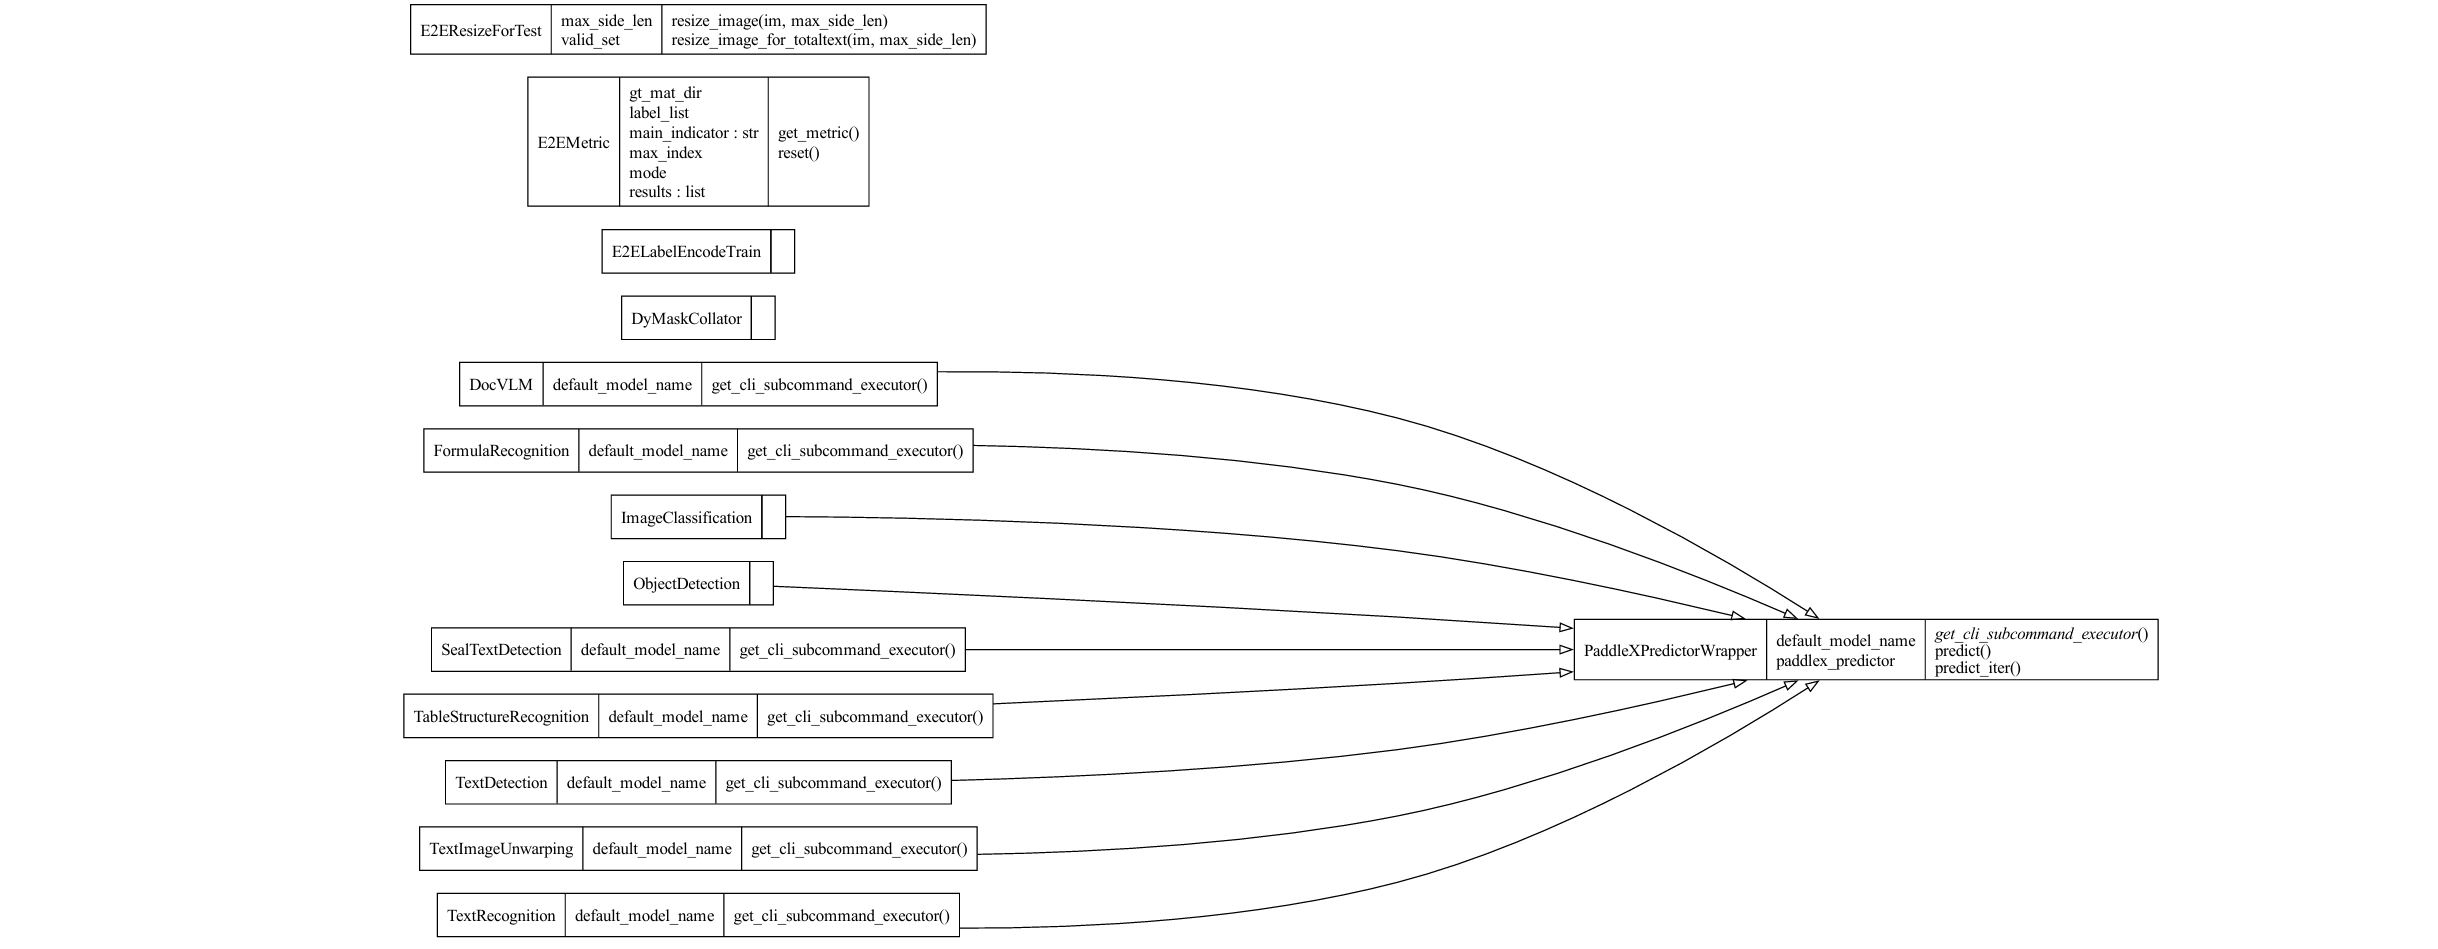 E2EResizeForTest
max_side_len
valid_set
resize_image(im, max_side_len)
resize_image_for_totaltext(im, max_side_len)
E2EMetric
gt_mat_dir
label_list
main_indicator : str
max_index
mode
results : list
get_metric()
reset()
E2ELabelEncodeTrain
DyMaskCollator
DocVLM
default_model_name
get_cli_subcommand_executor()
FormulaRecognition
default_model_name
get_cli_subcommand_executor()
ImageClassification
ObjectDetection
SealTextDetection
default_model_name
get_cli_subcommand_executor()
PaddleXPredictorWrapper
default_model_name
paddlex_predictor
get_cli_subcommand_executor()
predict()
predict_iter()
TableStructureRecognition
default_model_name
get_cli_subcommand_executor()
TextDetection
default_model_name
get_cli_subcommand_executor()
TextImageUnwarping
default_model_name
get_cli_subcommand_executor()
TextRecognition
default_model_name
get_cli_subcommand_executor()